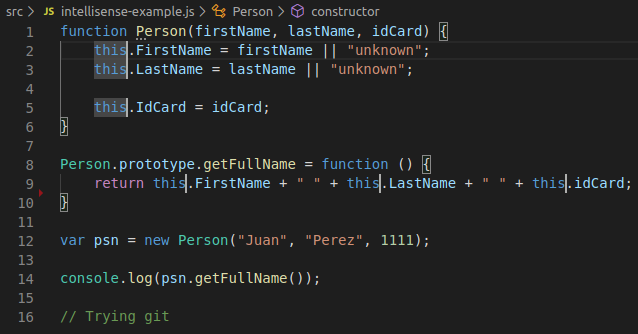 src > JS intellisense-example.js > Person > constructor
1 function Person(firstName, lastName, idCard) {
2     this.FirstName = firstName || "unknown";
3     this.LastName = lastName || "unknown";
4
5     this.IdCard = idCard;
6 }
7
8 Person.prototype.getFullName = function () {
9     return this.FirstName + " " + this.LastName + " " + this.idCard;
10 }
11
12 var psn = new Person("Juan", "Perez", 1111);
13
14 console.log(psn.getFullName());
15
16 // Trying git